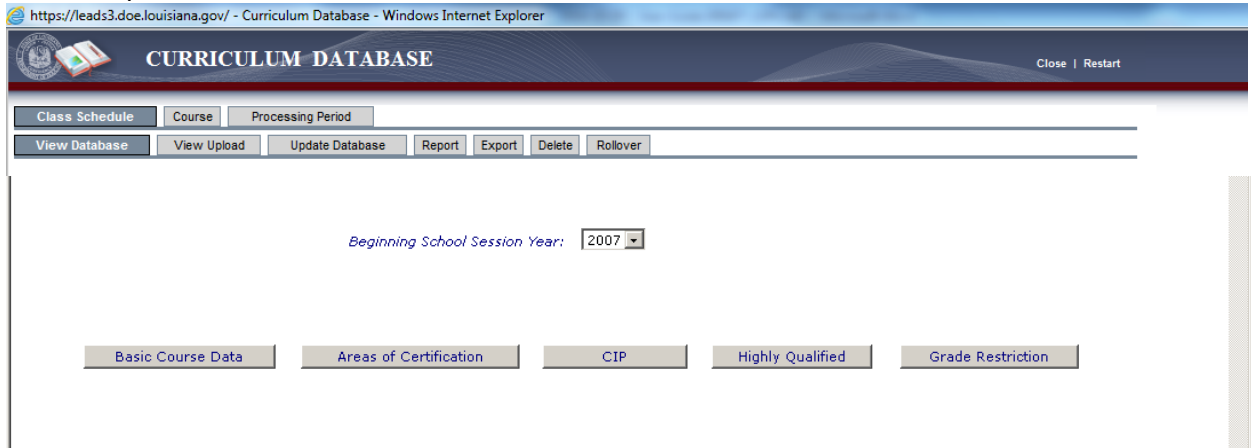 https://leads3.doe.louisiana.gov/ - Curriculum Database - Windows Internet Explorer
CURRICULUM DATABASE
Close | Restart
Class Schedule Course Processing Period
View Database View Upload Update Database Report Export Delete Rollover
Beginning School Session Year: 2007
Basic Course Data Areas of Certification CIP Highly Qualified Grade Restriction